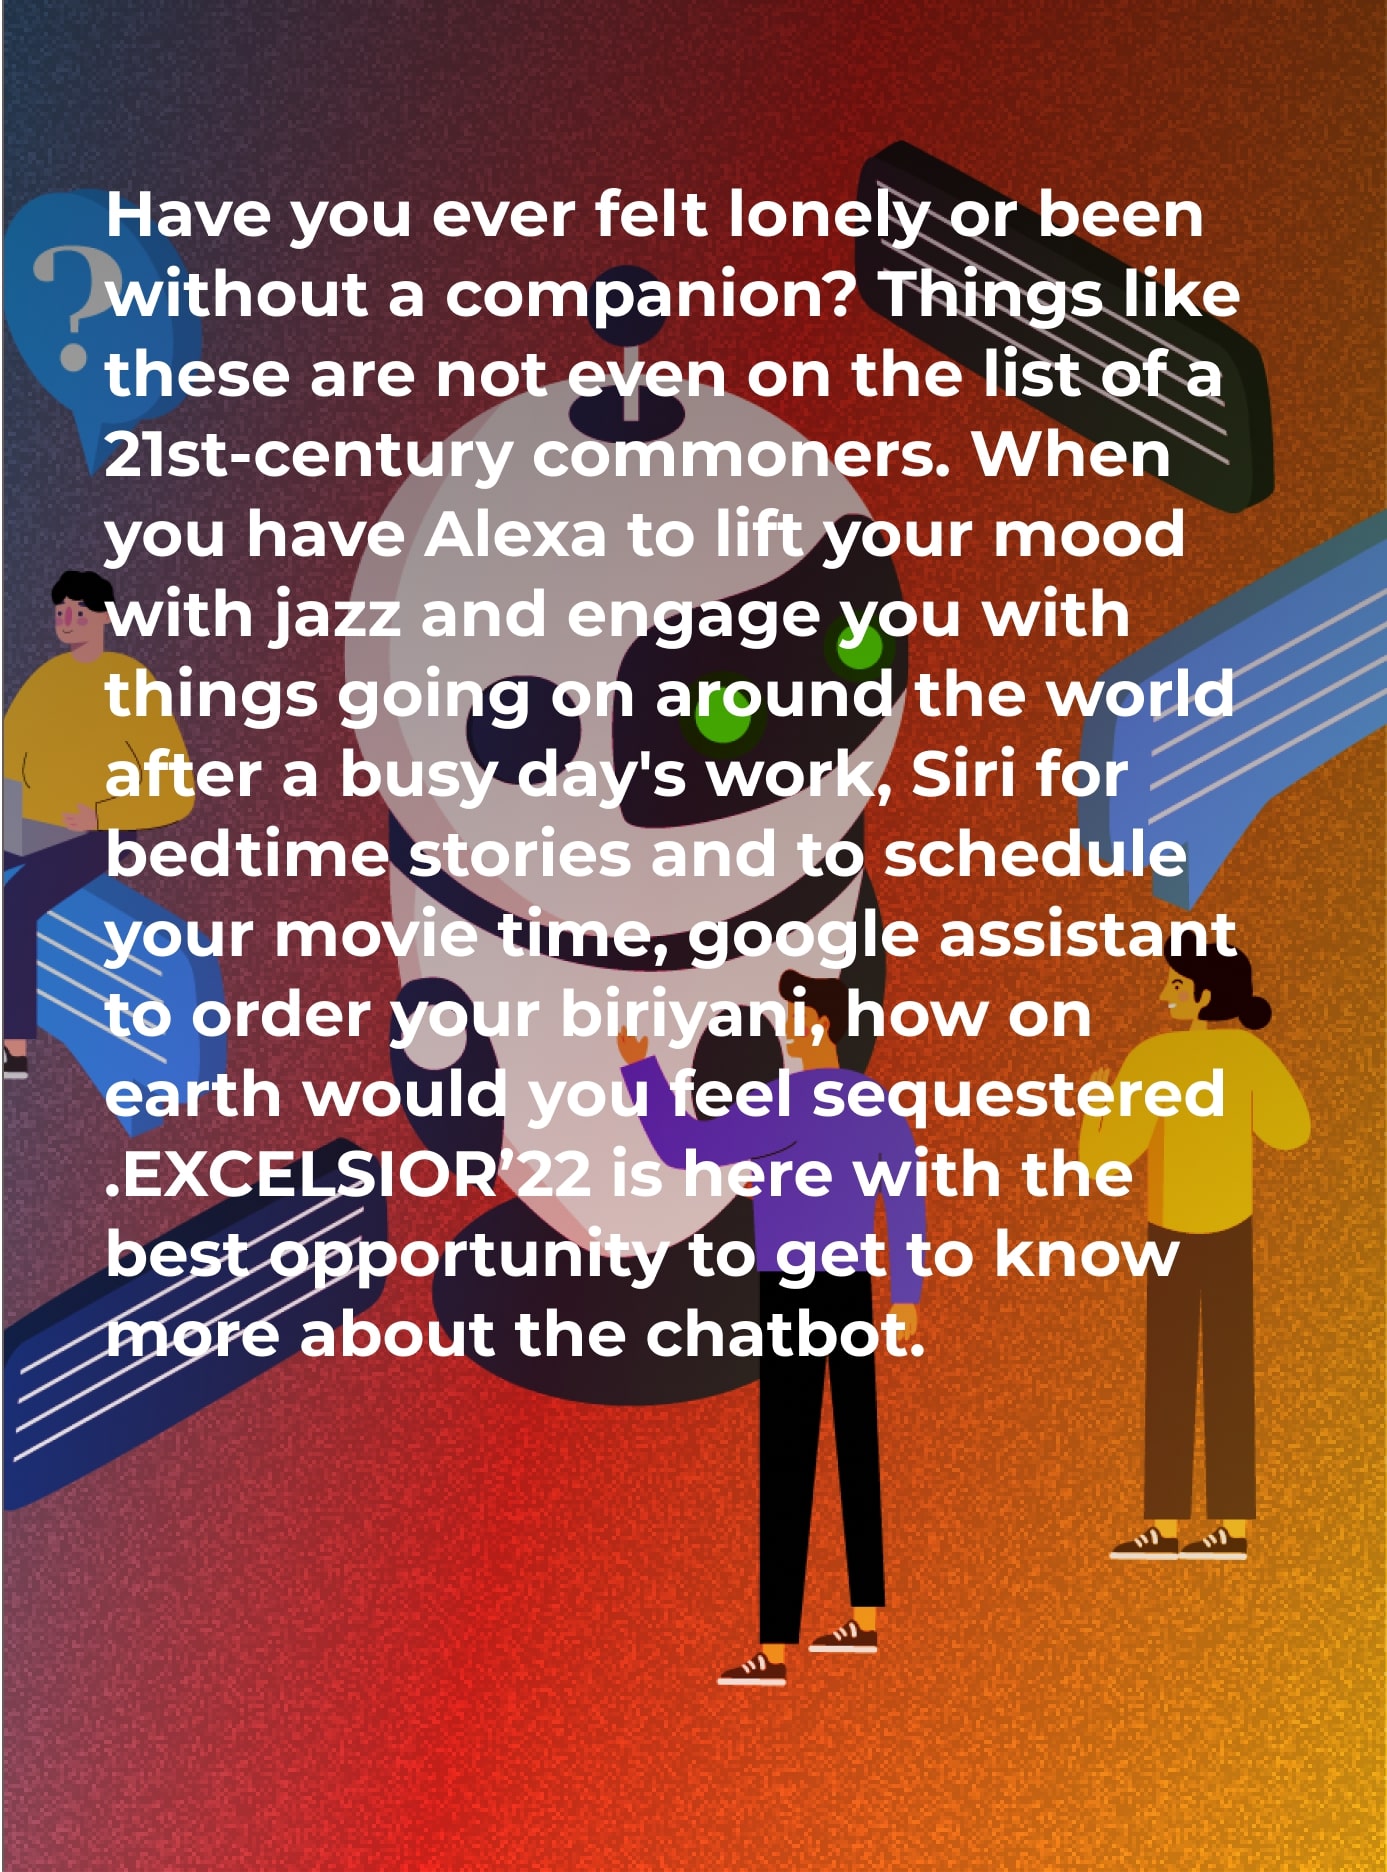 Have you ever felt lonely or been
without a companion? Things like
these are not even on the list of a
21st-century commoners. When
you have Alexa to lift your mood
with jazz and engage you with
things going on around the world
after a busy day's work, Siri for
bedtime stories and to schedule
your movie time, google assistant
to order your biriyani, how on
earth would you feel sequestered
.EXCELSIOR’22 is here with the
best opportunity to get to know
more about the chatbot.
?